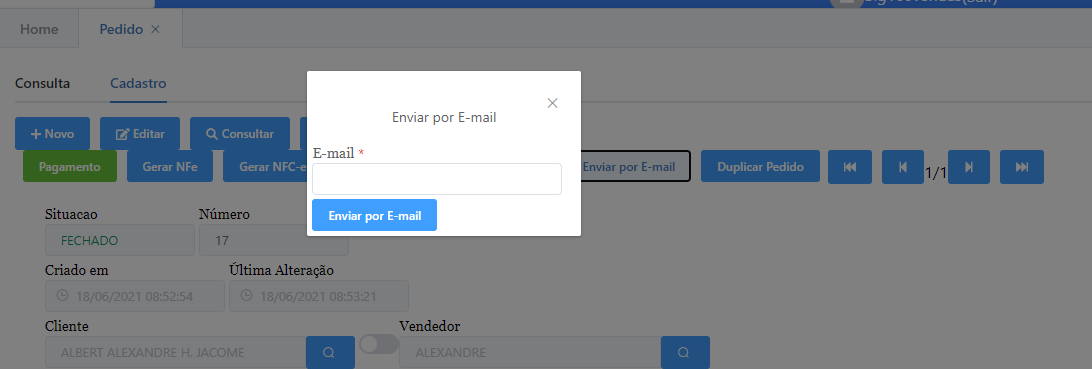 Home Pedido
Consulta Cadastro
Enviar por E-mail
E-mail *
Enviar por E-mail
Novo Editar Consultar
Pagamento Gerar NFe Gerar NFC-e Enviar por E-mail Duplicar Pedido 1/1
Situacao Número
FECHADO 17
Criado em Última Alteração
18/06/2021 08:52:54 18/06/2021 08:53:21
Cliente Vendedor
ALBERT ALEXANDRE H. JACOME ALEXANDRE